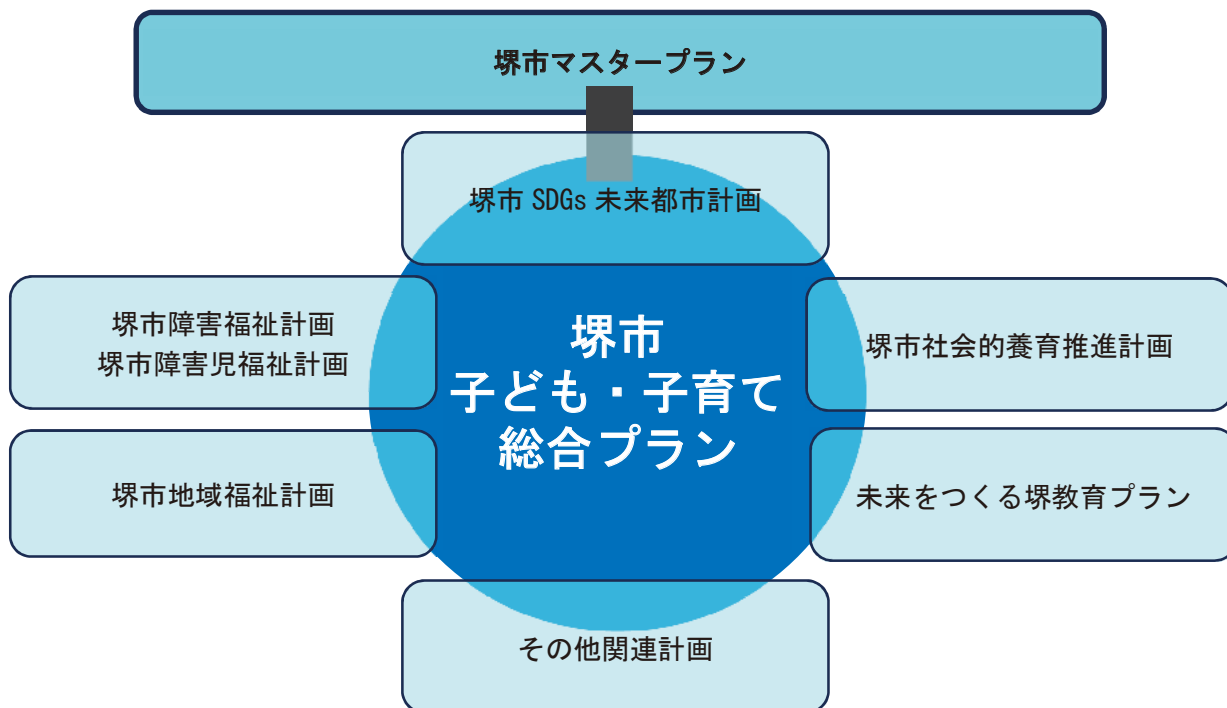 堺市マスタープラン
堺市 SDGs 未来都市計画
堺市障害福祉計画
堺市障害児福祉計画
堺市
子ども・子育て
総合プラン
堺市社会的養育推進計画
堺市地域福祉計画
未来をつくる堺教育プラン
その他関連計画